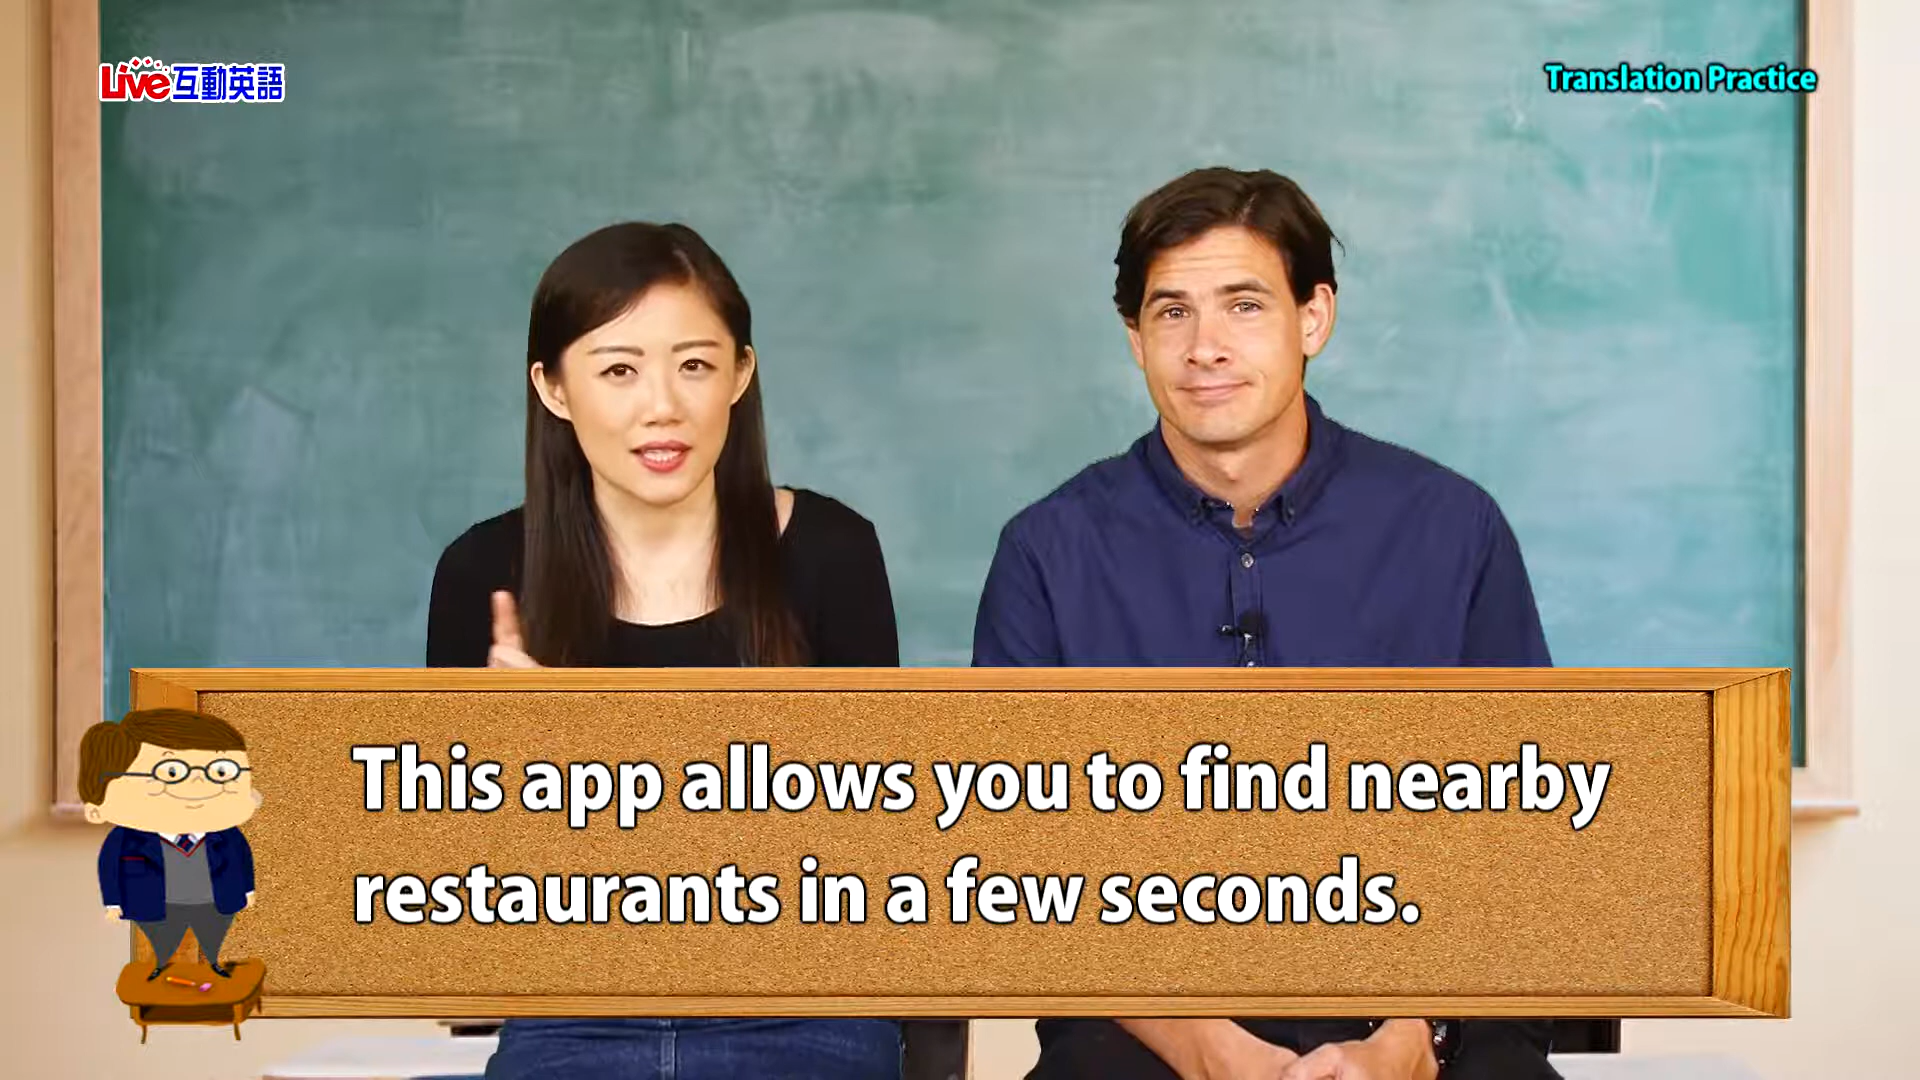 Live互動英語
Translation Practice
This app allows you to find nearby
restaurants in a few seconds.